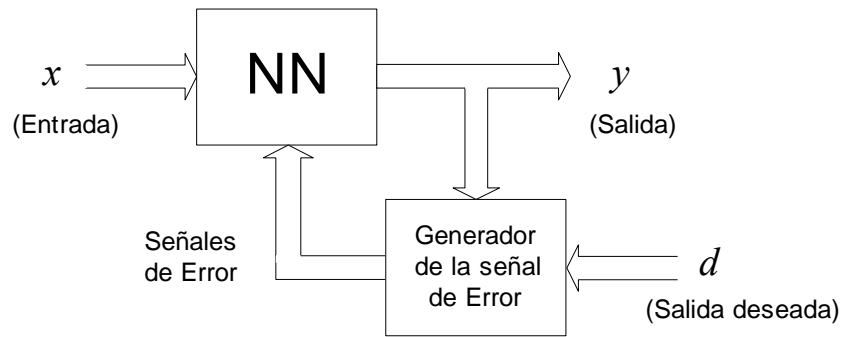 x
(Entrada)
NN
y
(Salida)
Señales
de Error
Generador
de la señal
de Error
d
(Salida deseada)